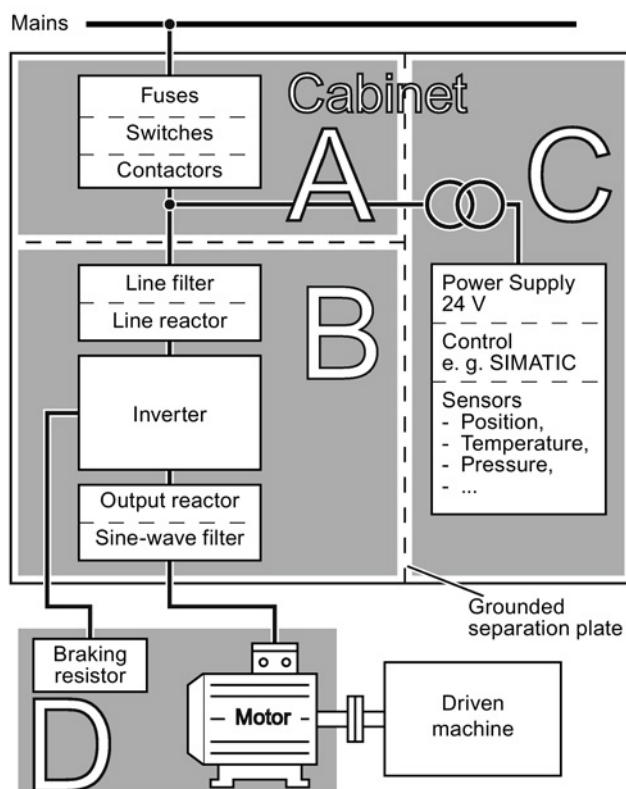 Mains
Cabinet
Fuses
Switches
Contactors
A
C
Line filter
Line reactor
B
Inverter
Output reactor
Sine-wave filter
Power Supply
24 V
Control
e. g. SIMATIC
Sensors
- Position,
- Temperature,
- Pressure,
- ...
Grounded
separation plate
Braking
resistor
D
Motor
Driven
machine